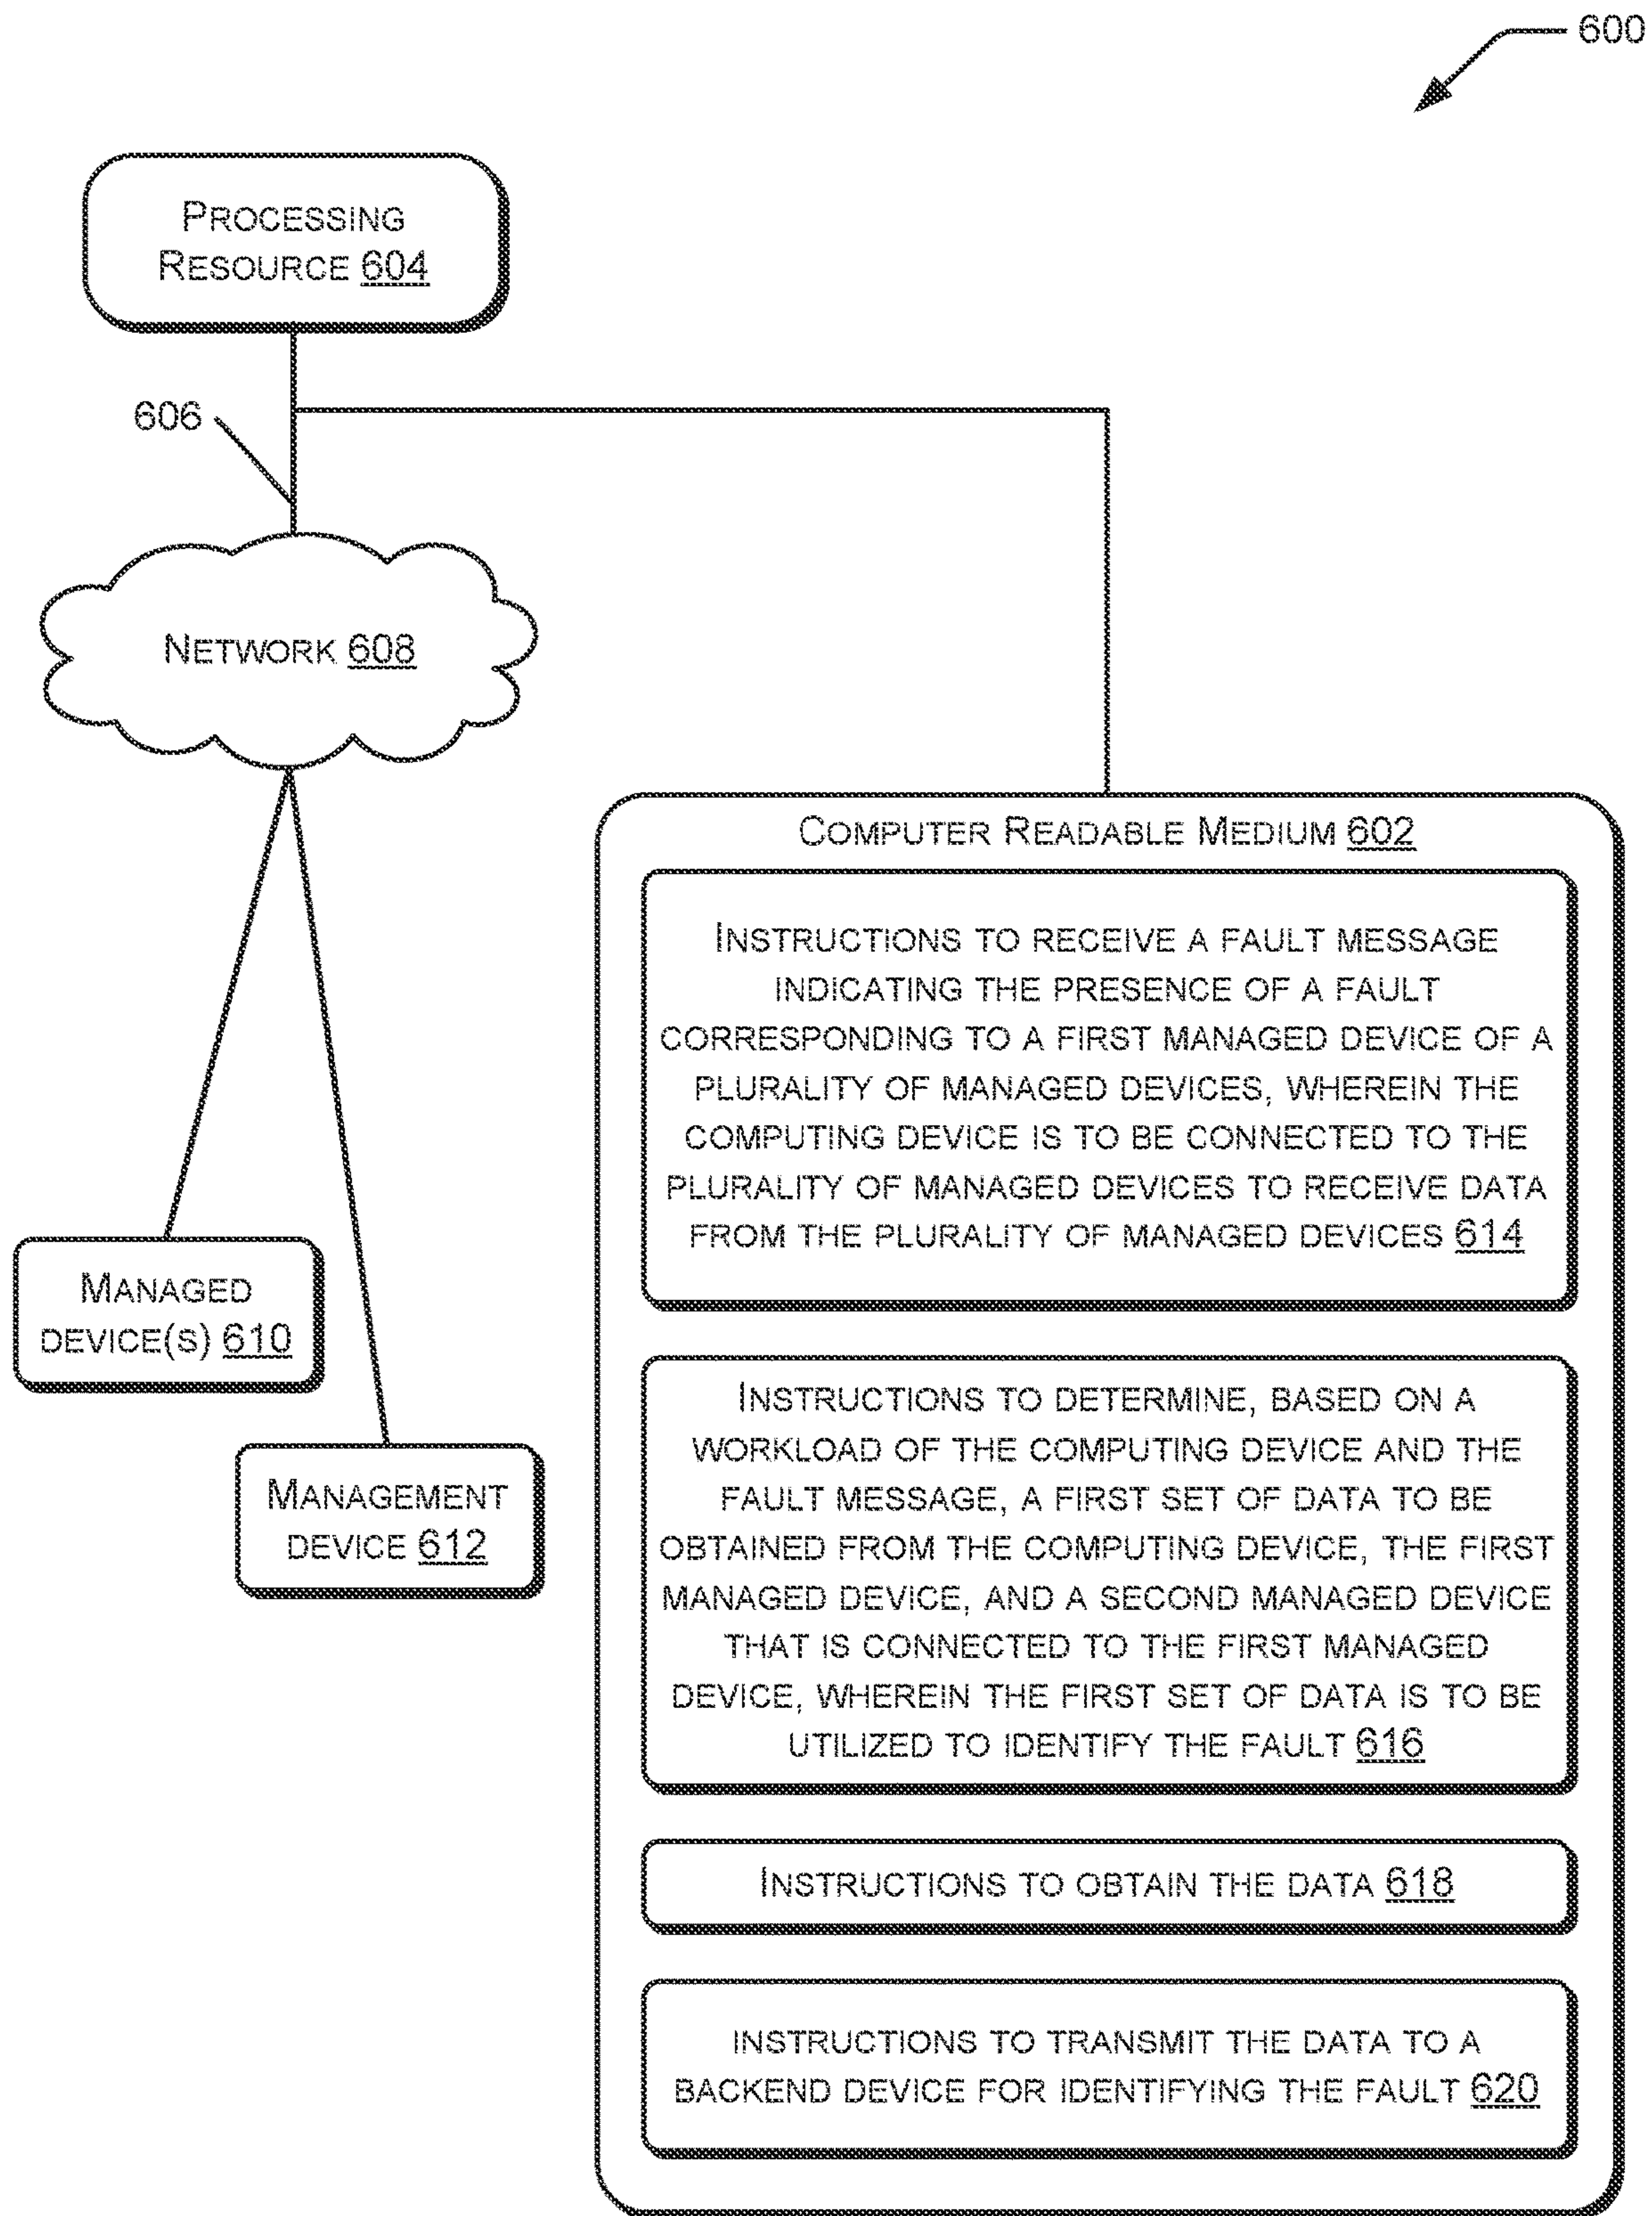 600
PROCESSING
RESOURCE 604
606
NETWORK 608
COMPUTER READABLE MEDIUM 602
INSTRUCTIONS TO RECEIVE A FAULT MESSAGE
INDICATING THE PRESENCE OF A FAULT
CORRESPONDING TO A FIRST MANAGED DEVICE OF A
PLURALITY OF MANAGED DEVICES, WHEREIN THE
COMPUTING DEVICE IS TO BE CONNECTED TO THE
PLURALITY OF MANAGED DEVICES TO RECEIVE DATA
FROM THE PLURALITY OF MANAGED DEVICES 614
MANAGED
DEVICE(S) 610
MANAGEMENT
DEVICE 612
INSTRUCTIONS TO DETERMINE, BASED ON A
WORKLOAD OF THE COMPUTING DEVICE AND THE
FAULT MESSAGE, A FIRST SET OF DATA TO BE
OBTAINED FROM THE COMPUTING DEVICE, THE FIRST
MANAGED DEVICE, AND A SECOND MANAGED DEVICE
THAT IS CONNECTED TO THE FIRST MANAGED
DEVICE, WHEREIN THE FIRST SET OF DATA IS TO BE
UTILIZED TO IDENTIFY THE FAULT 616
INSTRUCTIONS TO OBTAIN THE DATA 618
INSTRUCTIONS TO TRANSMIT THE DATA TO A
BACKEND DEVICE FOR IDENTIFYING THE FAULT 620